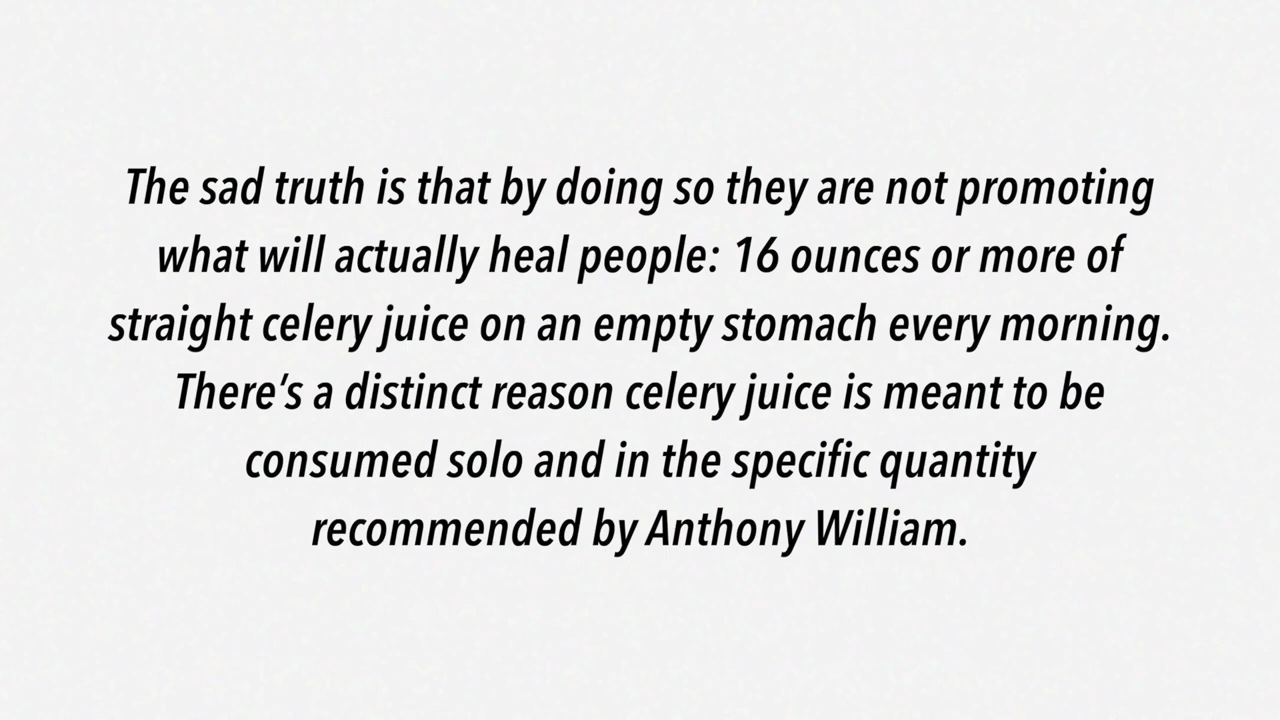 The sad truth is that by doing so they are not promoting
what will actually heal people: 16 ounces or more of
straight celery juice on an empty stomach every morning.
There’s a distinct reason celery juice is meant to be
consumed solo and in the specific quantity
recommended by Anthony William.